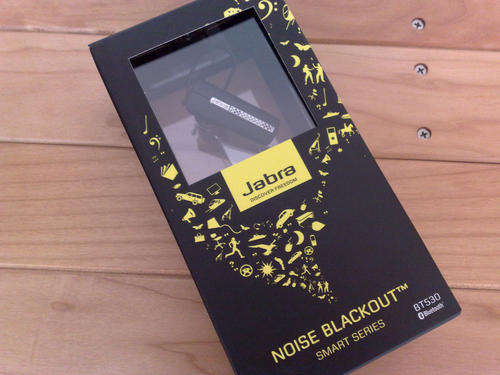 Jabra
DISCOVER FREEDOM
NOISE BLACKOUT™
SMART SERIES
BT530
Bluetooth